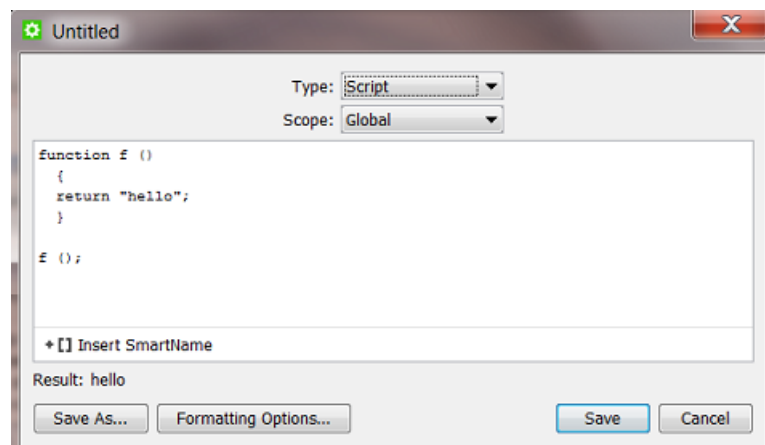 Untitled
Type: Script
Scope: Global
function f ()
{
return "hello";
}
f ();
+[] Insert SmartName
Result: hello
Save As... Formatting Options... Save Cancel